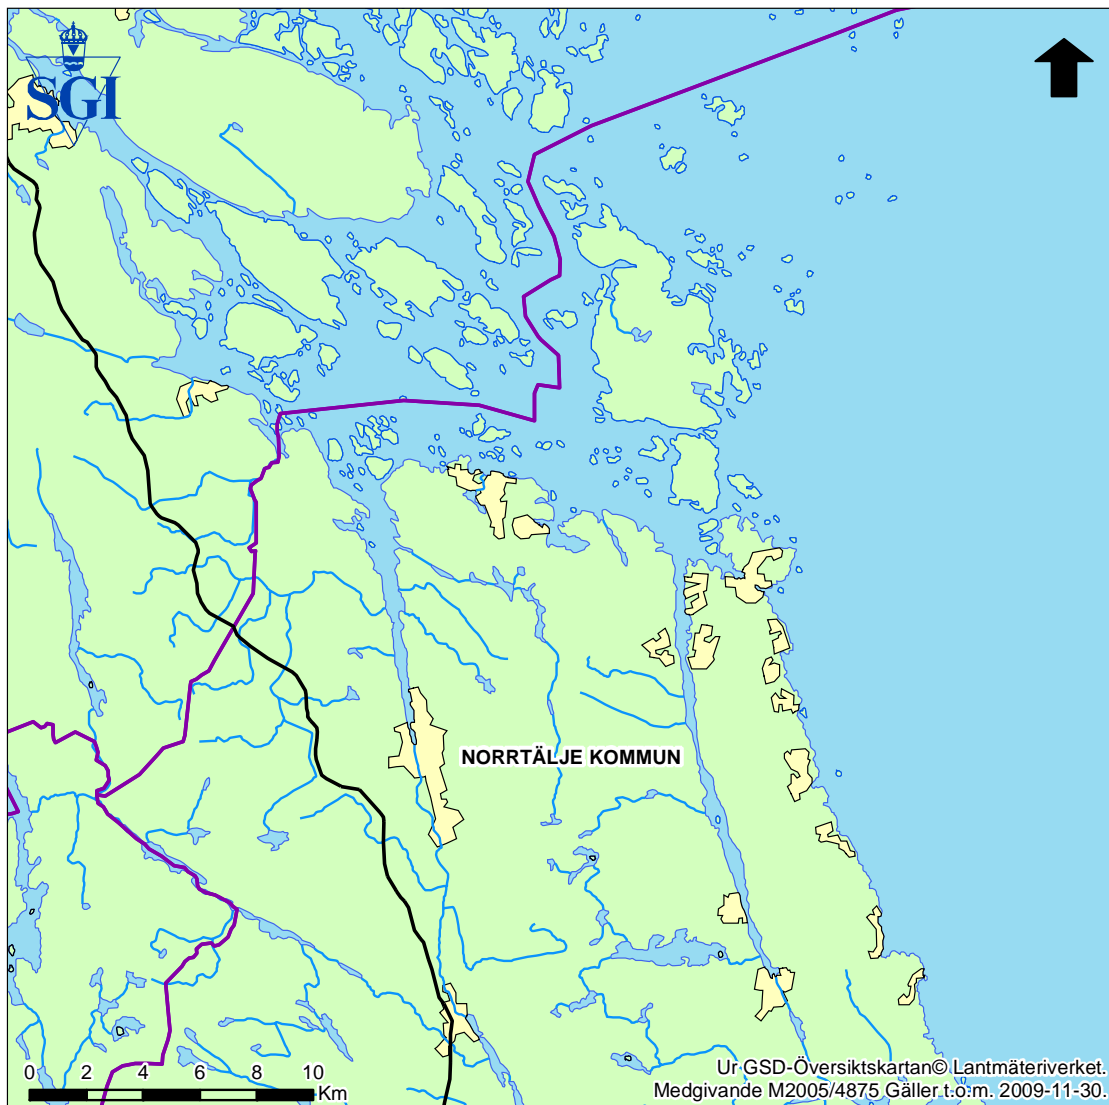 SGI
NORRTÄLJE KOMMUN
0 2 4 6 8 10
Km
Ur GSD-Översiktskartan© Lantmäteriverket.
Medgivande M2005/4875 Gäller t.o.m. 2009-11-30.